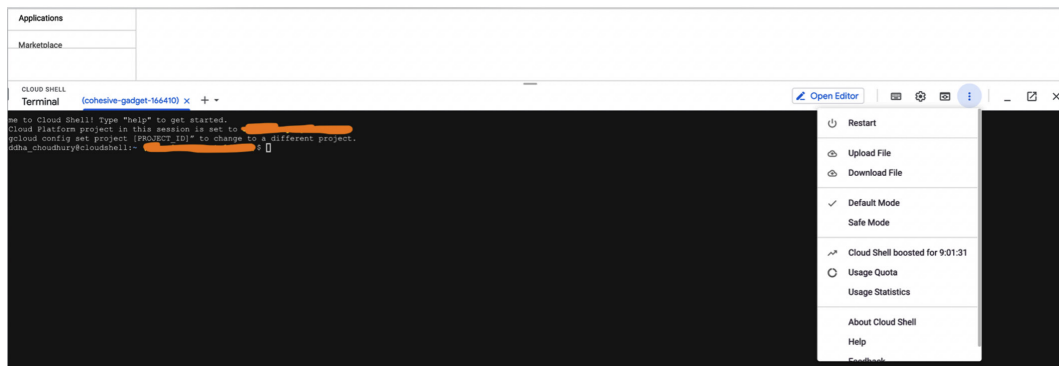 Applications
Marketplace
CLOUD SHELL
Terminal (cohesive-gadget-166410) × + Open Editor
me to Cloud Shell! Type "help" to get started.
Cloud Platform project in this session is set to
gcloud config set project [PROJECT_ID]" to change to a different project.
ddha_choudhury@cloudshell:~ $
Restart
Upload File
Download File
Default Mode
Safe Mode
Cloud Shell boosted for 9:01:31
Usage Quota
Usage Statistics
About Cloud Shell
Help
Feedback